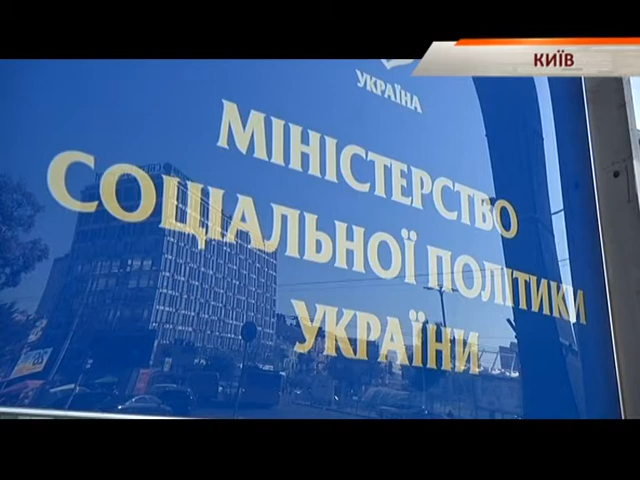 КИЇВ
УКРАЇНА
МІНІСТЕРСТВО
СОЦІАЛЬНОЇ ПОЛІТИКИ
УКРАЇНИ